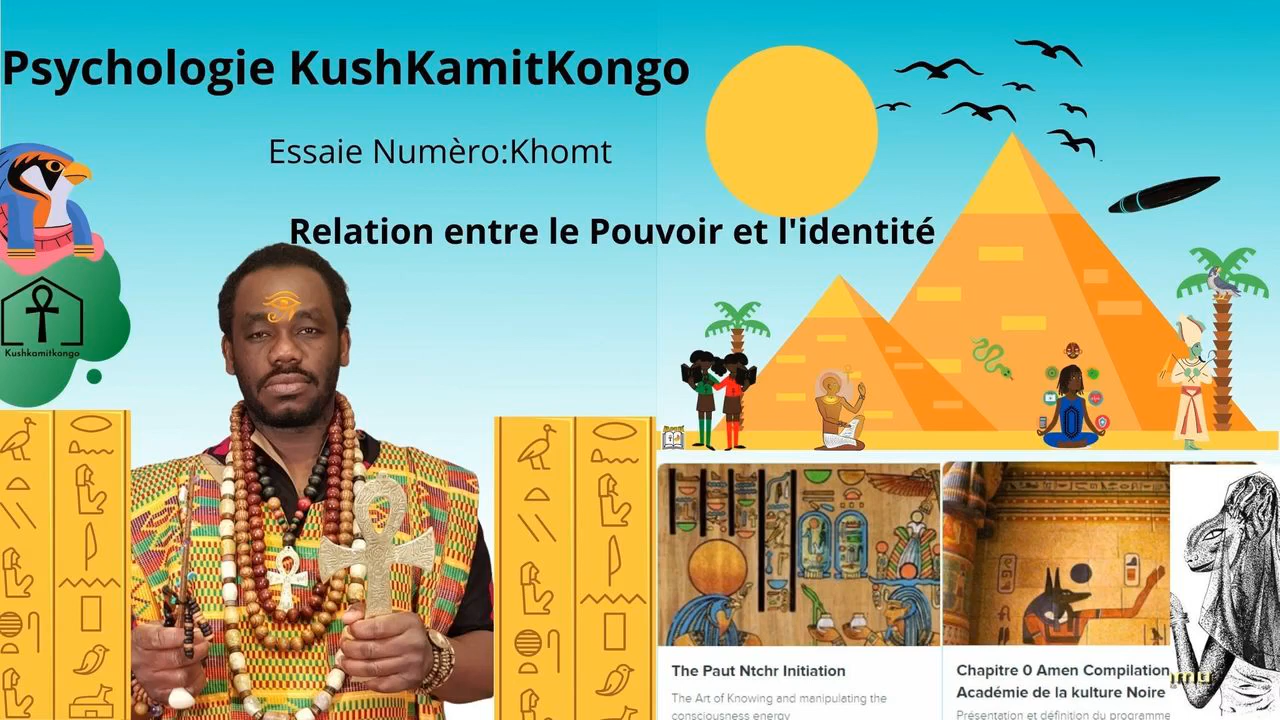 Psychologie KushKamitKongo
Essaie Numèro:Khomt
Relation entre le Pouvoir et l'identité
Kushkamitkongo
The Paut Ntchr Initiation
The Art of Knowing and manipulating the
consciousness energy
Chapitre 0 Amen Compilation
Académie de la kulture Noire
Présentation et définition du programme